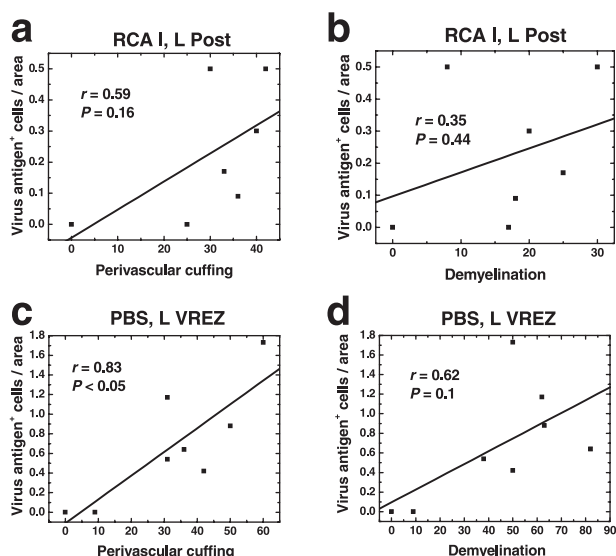 a
RCA I, L Post
Virus antigen⁺ cells / area
0.5
0.4
0.3
0.2
0.1
0.0
r = 0.59
P = 0.16
0 10 20 30 40
Perivascular cuffing
b
RCA I, L Post
Virus antigen⁺ cells / area
0.5
0.4
0.3
0.2
0.1
0.0
r = 0.35
P = 0.44
0 10 20 30
Demyelination
c
PBS, L VREZ
Virus antigen⁺ cells / area
1.8
1.6
1.4
1.2
1.0
0.8
0.6
0.4
0.2
0.0
r = 0.83
P < 0.05
0 10 20 30 40 50 60
Perivascular cuffing
d
PBS, L VREZ
Virus antigen⁺ cells / area
1.8
1.6
1.4
1.2
1.0
0.8
0.6
0.4
0.2
0.0
r = 0.62
P = 0.1
0 10 20 30 40 50 60 70 80 90
Demyelination